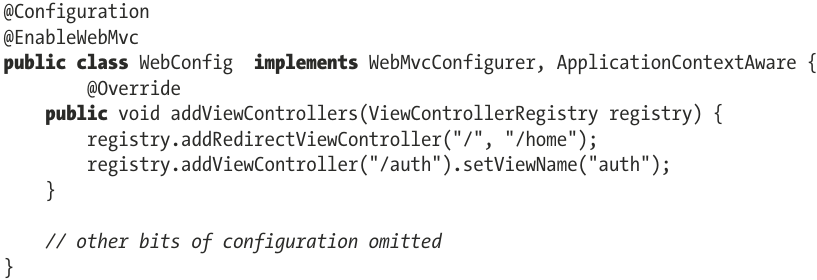 @Configuration
@EnableWebMvc
public class WebConfig  implements WebMvcConfigurer, ApplicationContextAware {
        @Override
    public void addViewControllers(ViewControllerRegistry registry) {
        registry.addRedirectViewController("/", "/home");
        registry.addViewController("/auth").setViewName("auth");
    }

    // other bits of configuration omitted
}